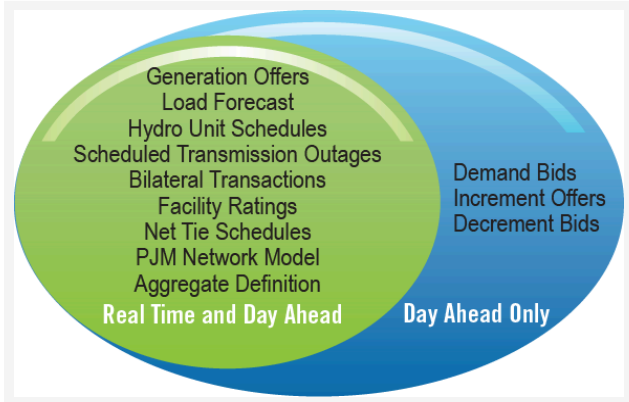 Generation Offers
Load Forecast
Hydro Unit Schedules
Scheduled Transmission Outages
Bilateral Transactions
Facility Ratings
Net Tie Schedules
PJM Network Model
Aggregate Definition
Real Time and Day Ahead
Demand Bids
Increment Offers
Decrement Bids
Day Ahead Only